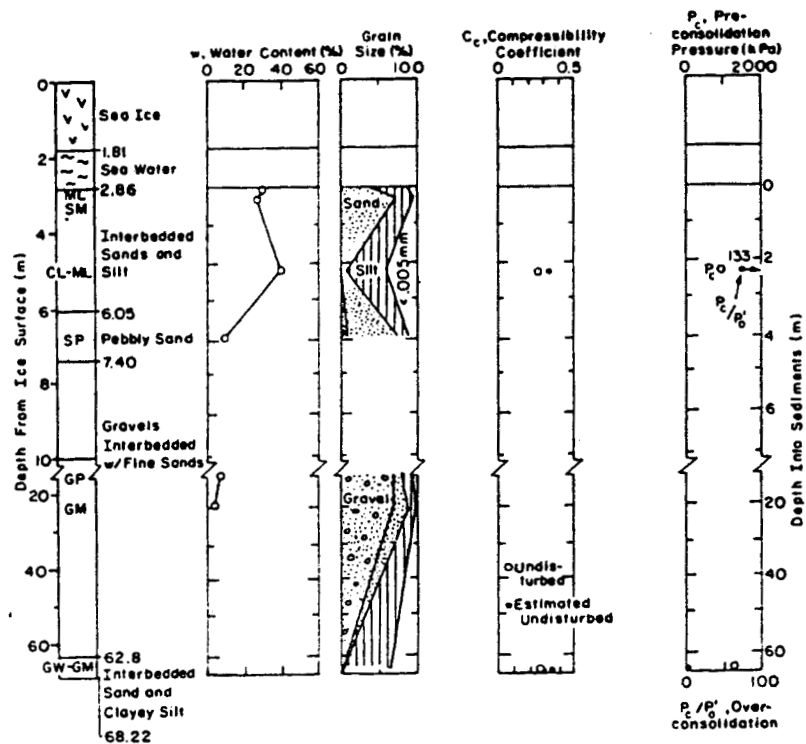 w, Water Content (%)
0 20 40 60
Grain
Size (%)
0 100
Cc, Compressibility
Coefficient
0 0.5
Pc, Pre-
consolidation
Pressure (kPa)
0 2000
Depth From Ice Surface (m)
0
2
4
6
8
10
20
40
60
Sea Ice
1.81
Sea Water
2.86
ML
SM
Interbedded
Sands and
Silt
CL-ML
6.05
SP
Pebbly Sand
7.40
Gravels
Interbedded
w/Fine Sands
GP
GM
62.8
GW-GM
Interbedded
Sand and
Clayey Silt
68.22
Sand
Silt
<.005mm
Gravel
Undis-
turbed
Estimated
Undisturbed
Pc
133
Pc/Po'
0
2
4
6
20
40
60
Depth Into Sediments (m)
0 100
Pc/Po', Over-
consolidation